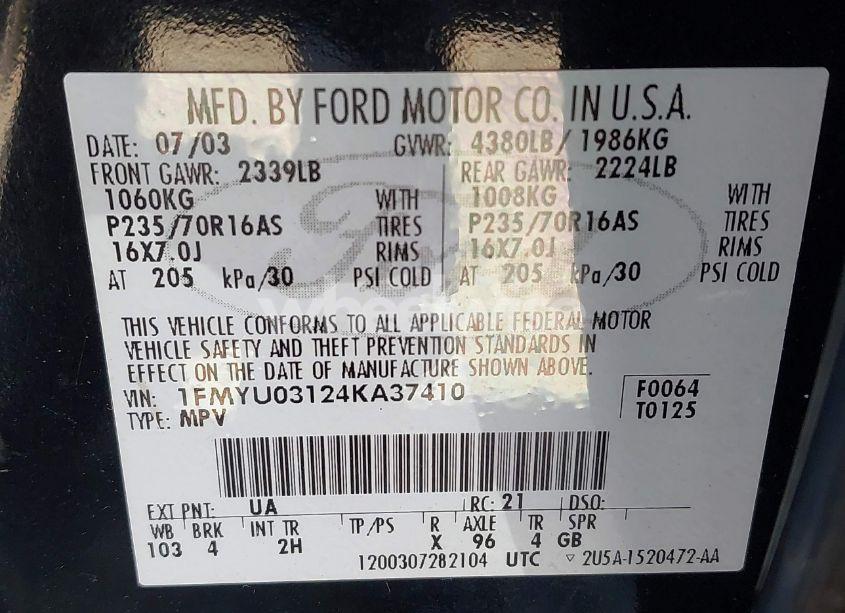 MFD. BY FORD MOTOR CO. IN U.S.A.
DATE: 07/03 GVWR: 4380LB/ 1986KG
FRONT GAWR: 2339LB REAR GAWR: 2224LB
1060KG WITH 1008KG WITH
P235/70R16AS TIRES P235/70R16AS TIRES
16X7.0J RIMS 16X7.0J RIMS
AT 205 kPa/30 PSI COLD AT 205 kPa/30 PSI COLD
THIS VEHICLE CONFORMS TO ALL APPLICABLE FEDERAL MOTOR
VEHICLE SAFETY AND THEFT PREVENTION STANDARDS IN
EFFECT ON THE DATE OF MANUFACTURE SHOWN ABOVE.
VIN: 1FMYU03124KA37410 F0064
TYPE: MPV T0125
EXT PNT: UA RC: 21 DSO:
WB BRK INT TR TP/PS R AXLE TR SPR
103 4 2H X 96 4 GB
1200307282104 UTC ▽ 2U5A-1520472-AA